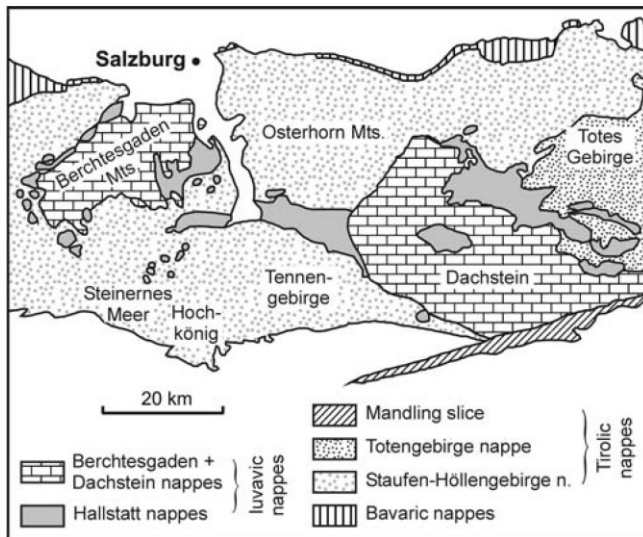 Salzburg
Berchtesgaden
Mts.
Osterhorn Mts.
Totes
Gebirge
Steinernes
Meer
Hoch-
könig
Tennen-
gebirge
Dachstein
20 km
Berchtesgaden +
Dachstein nappes
Hallstatt nappes
Iuvavic
nappes
Mandling slice
Totengebirge nappe
Staufen-Höllengebirge n.
Bavaric nappes
Tirolic
nappes